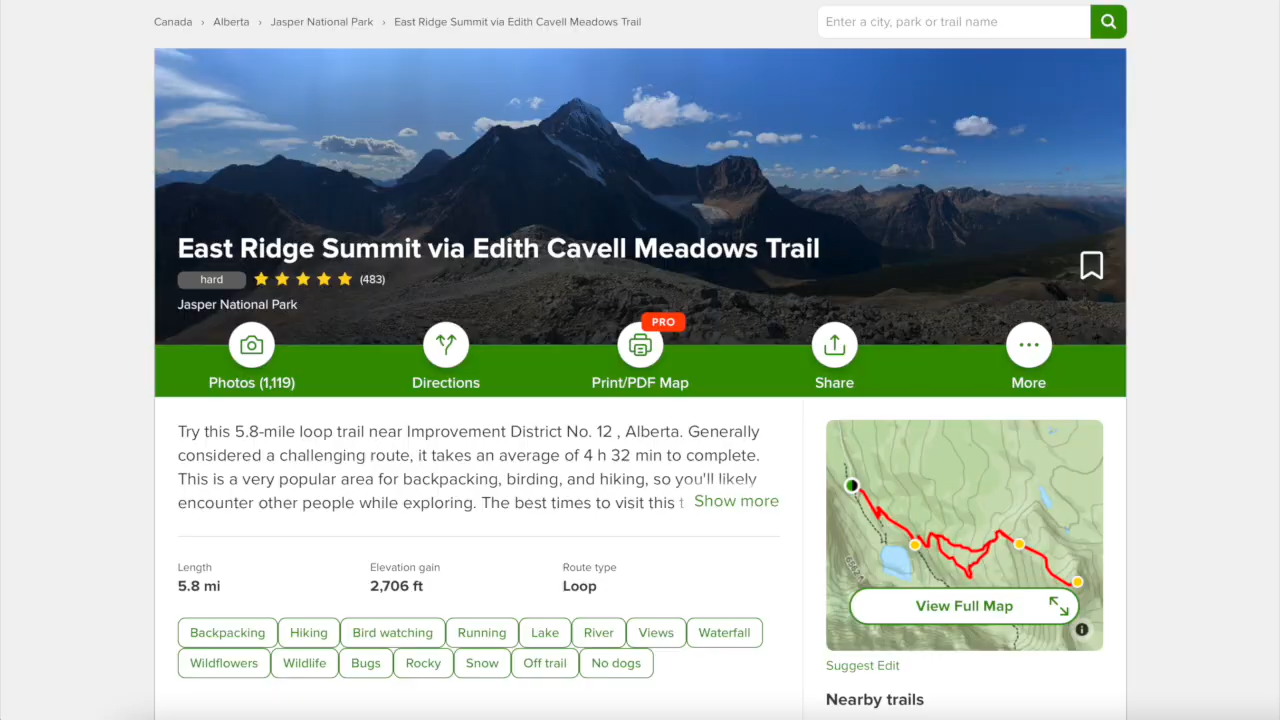 Canada › Alberta › Jasper National Park › East Ridge Summit via Edith Cavell Meadows Trail
Enter a city, park or trail name
East Ridge Summit via Edith Cavell Meadows Trail
hard (483)
Jasper National Park
PRO
Photos (1,119) Directions Print/PDF Map Share More
Try this 5.8-mile loop trail near Improvement District No. 12 , Alberta. Generally
considered a challenging route, it takes an average of 4 h 32 min to complete.
This is a very popular area for backpacking, birding, and hiking, so you'll likely
encounter other people while exploring. The best times to visit this t Show more
Length Elevation gain Route type
5.8 mi 2,706 ft Loop
Backpacking Hiking Bird watching Running Lake River Views Waterfall
Wildflowers Wildlife Bugs Rocky Snow Off trail No dogs
View Full Map
Suggest Edit
Nearby trails